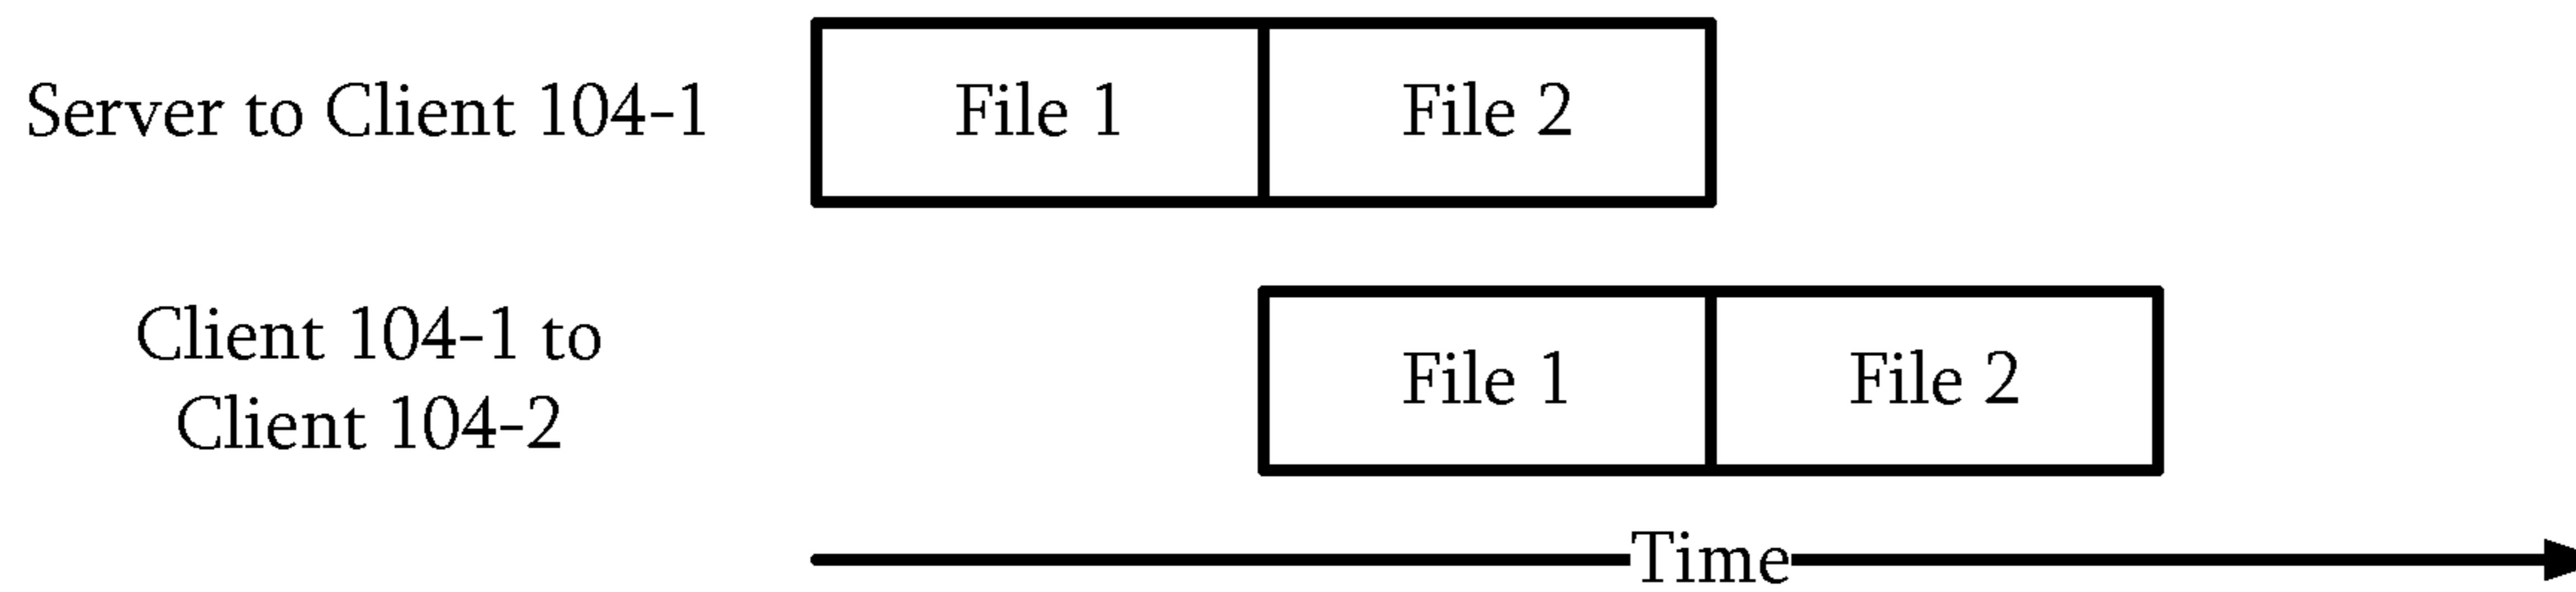 Server to Client 104-1
File 1
File 2
Client 104-1 to
Client 104-2
File 1
File 2
Time